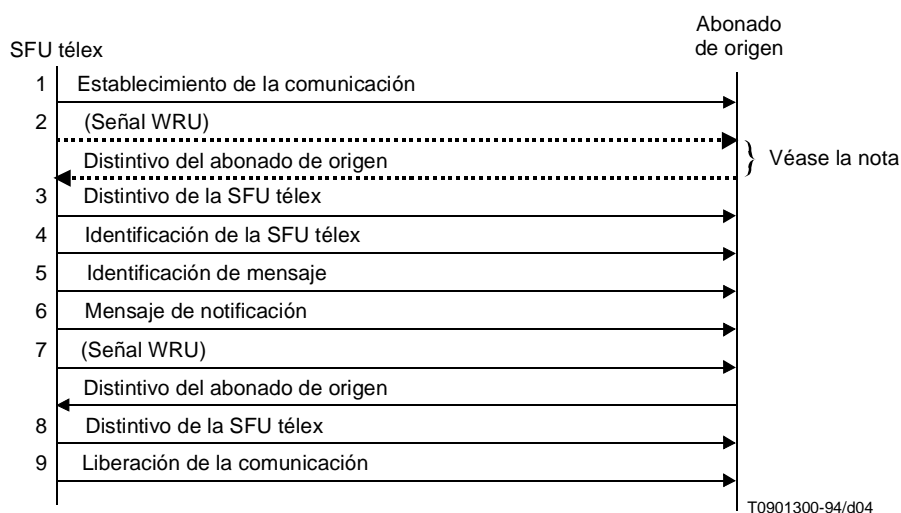 Abonado
de origen
SFU télex
1 Establecimiento de la comunicación
2 (Señal WRU)
Distintivo del abonado de origen
} Véase la nota
3 Distintivo de la SFU télex
4 Identificación de la SFU télex
5 Identificación de mensaje
6 Mensaje de notificación
7 (Señal WRU)
Distintivo del abonado de origen
8 Distintivo de la SFU télex
9 Liberación de la comunicación
T0901300-94/d04